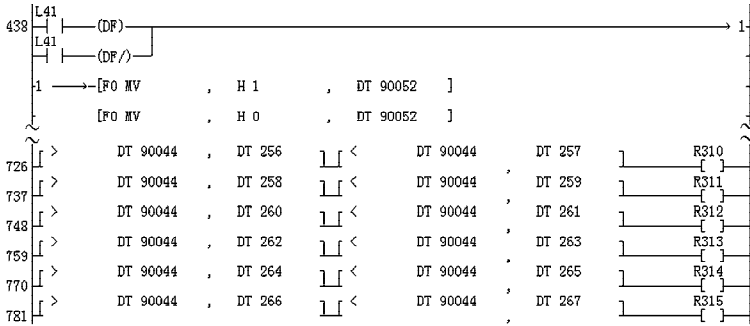 L41
438 (DF) 1
L41
(DF/)
1 [F0 MV , H 1 , DT 90052 ]
[F0 MV , H 0 , DT 90052 ]
> DT 90044 , DT 256 < DT 90044 , DT 257 R310
726 [ ]
> DT 90044 , DT 258 < DT 90044 , DT 259 R311
737 [ ]
> DT 90044 , DT 260 < DT 90044 , DT 261 R312
748 [ ]
> DT 90044 , DT 262 < DT 90044 , DT 263 R313
759 [ ]
> DT 90044 , DT 264 < DT 90044 , DT 265 R314
770 [ ]
> DT 90044 , DT 266 < DT 90044 , DT 267 R315
781 [ ]